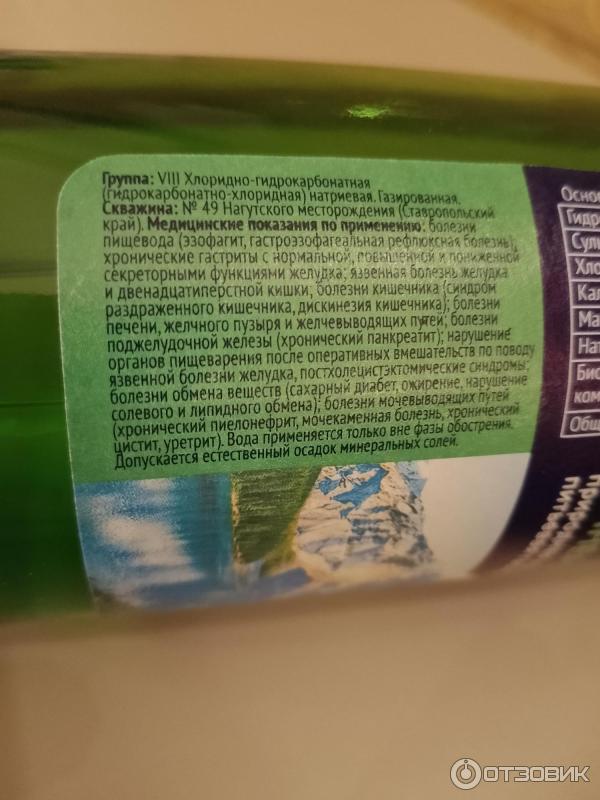 Группа: VIII Хлоридно-гидрокарбонатная
(гидрокарбонатно-хлоридная) натриевая. Газированная.
Скважина: № 49 Нагутского месторождения (Ставропольский
край). Медицинские показания по применению: болезни
пищевода (эзофагит, гастроэзофагеальная рефлюксная болезнь);
хронические гастриты с нормальной, повышенной и пониженной
секреторными функциями желудка; язвенная болезнь желудка
и двенадцатиперстной кишки; болезни кишечника (синдром
раздраженного кишечника, дискинезия кишечника); болезни
печени, желчного пузыря и желчевыводящих путей; болезни
поджелудочной железы (хронический панкреатит); нарушение
органов пищеварения после оперативных вмешательств по поводу
язвенной болезни желудка, постхолецистэктомические синдромы;
болезни обмена веществ (сахарный диабет, ожирение, нарушение
солевого и липидного обмена); болезни мочевыводящих путей
(хронический пиелонефрит, мочекаменная болезнь, хронический
цистит, уретрит). Вода применяется только вне фазы обострения.
Допускается естественный осадок минеральных солей.
Осно
Гидр
Суль
Хло
Кал
Ма
Нат
Био
ком
Общ
ОТЗОВИК